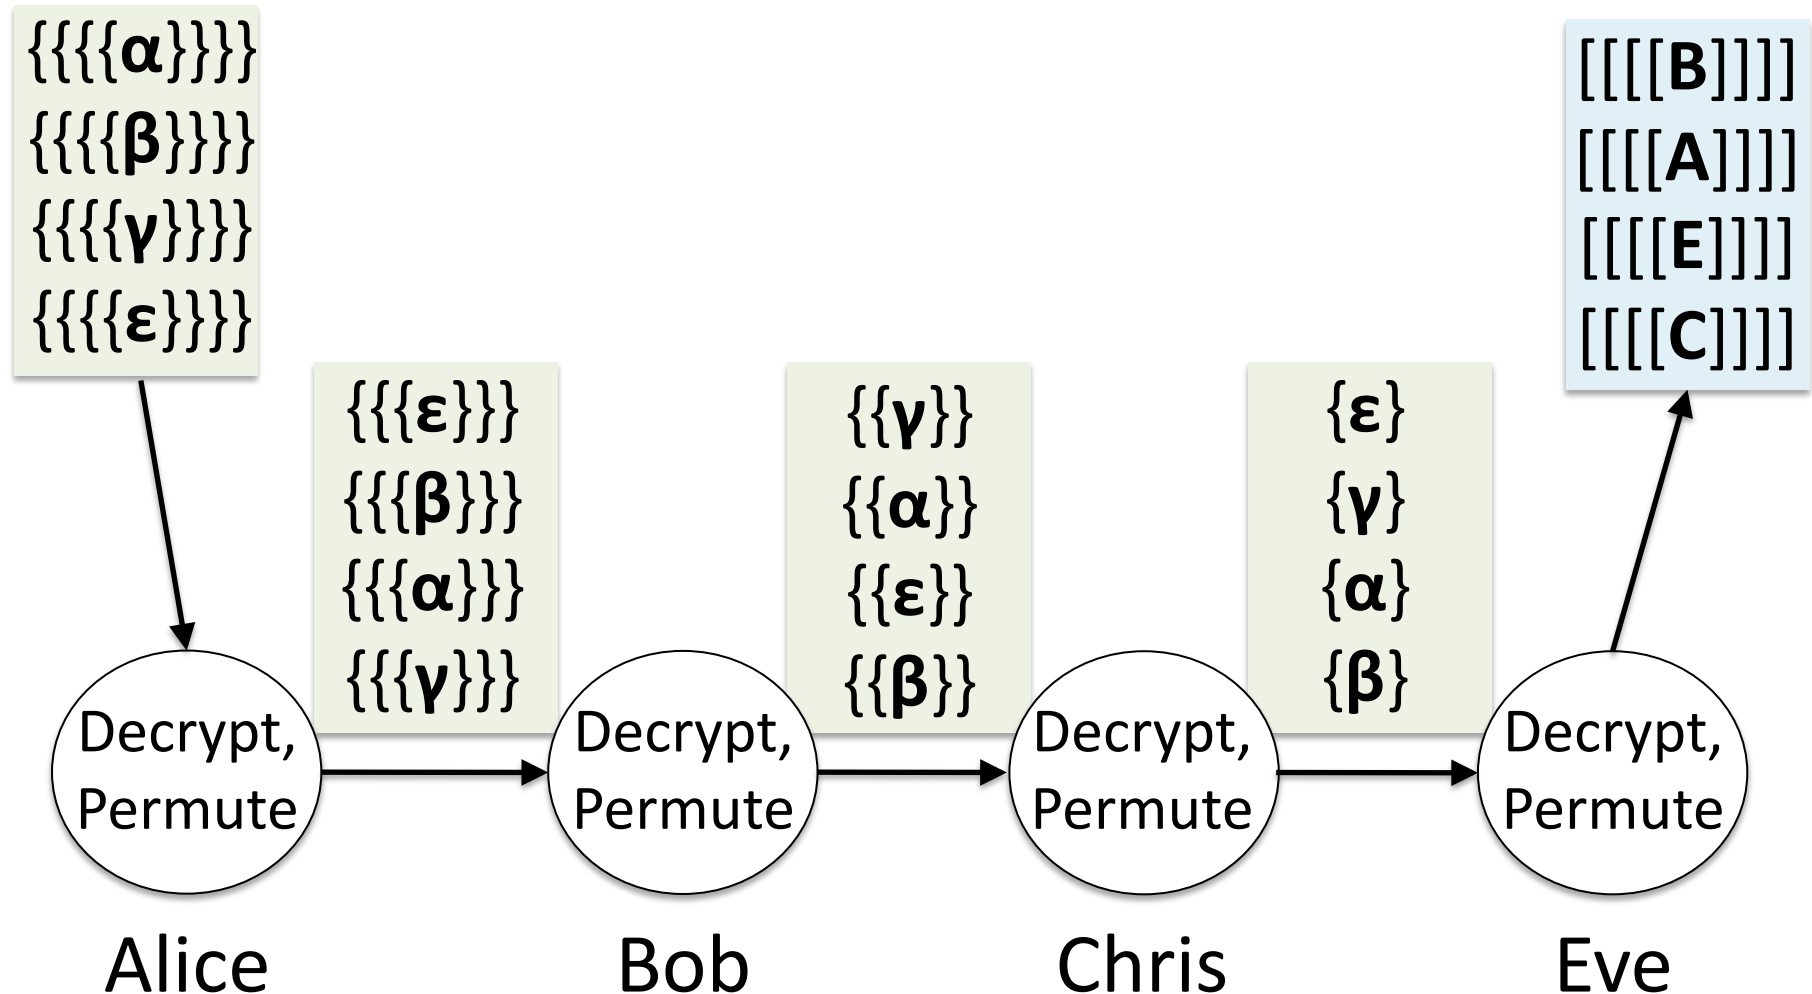 {{{{α}}}}
{{{{β}}}}
{{{{γ}}}}
{{{{ε}}}}
{{{ε}}}
{{{β}}}
{{{α}}}
{{{γ}}}
{{γ}}
{{α}}
{{ε}}
{{β}}
{ε}
{γ}
{α}
{β}
[[[[B]]]]
[[[[A]]]]
[[[[E]]]]
[[[[C]]]]
Decrypt,
Permute
Decrypt,
Permute
Decrypt,
Permute
Decrypt,
Permute
Alice
Bob
Chris
Eve